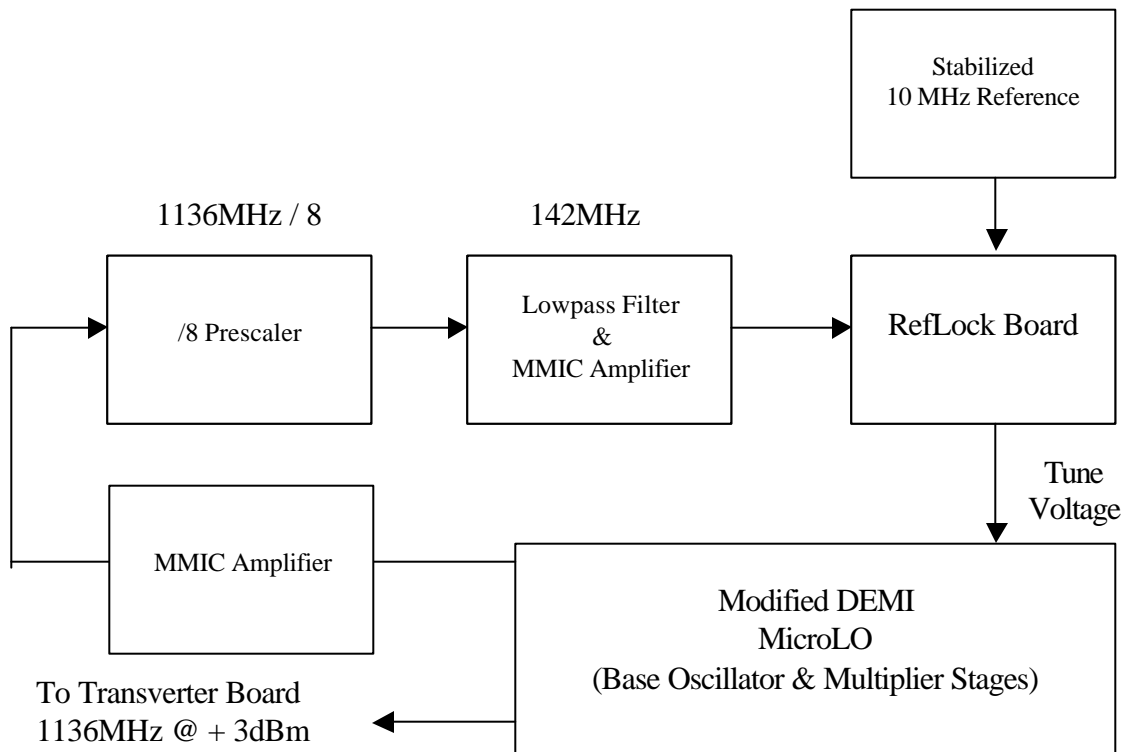 Stabilized
10 MHz Reference
1136MHz / 8
142MHz
/8 Prescaler
Lowpass Filter
&
MMIC Amplifier
RefLock Board
Tune
Voltage
MMIC Amplifier
Modified DEMI
MicroLO
(Base Oscillator & Multiplier Stages)
To Transverter Board
1136MHz @ + 3dBm